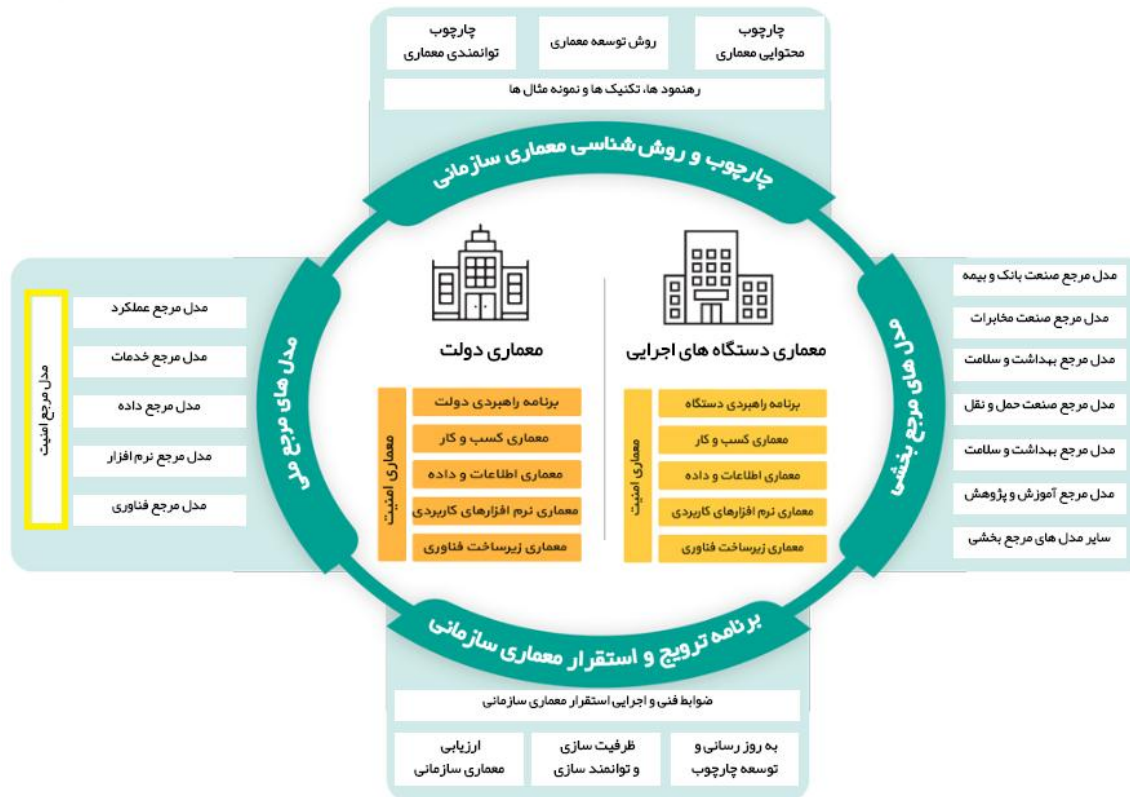 چارچوب
محتوایی معماری
روش توسعه معماری
چارچوب
توانمندی معماری
رهنمود ها، تکنیک ها و نمونه مثال ها
چارچوب و روش شناسی معماری سازمانی
مدل های مرجع بخشی
مدل مرجع صنعت بانک و بیمه
مدل مرجع صنعت مخابرات
مدل مرجع بهداشت و سلامت
مدل مرجع صنعت حمل و نقل
مدل مرجع بهداشت و سلامت
مدل مرجع آموزش و پژوهش
سایر مدل های مرجع بخشی
معماری دستگاه های اجرایی
برنامه راهبردی دستگاه
معماری کسب و کار
معماری اطلاعات و داده
معماری نرم افزارهای کاربردی
معماری زیرساخت فناوری
معماری امنیت
معماری دولت
برنامه راهبردی دولت
معماری کسب و کار
معماری اطلاعات و داده
معماری نرم افزارهای کاربردی
معماری زیرساخت فناوری
معماری امنیت
مدل های مرجع ملی
مدل مرجع عملکرد
مدل مرجع خدمات
مدل مرجع داده
مدل مرجع نرم افزار
مدل مرجع فناوری
مدل مرجع امنیت
برنامه ترویج و استقرار معماری سازمانی
ضوابط فنی و اجرایی استقرار معماری سازمانی
به روز رسانی و
توسعه چارچوب
ظرفیت سازی
و توانمند سازی
ارزیابی
معماری سازمانی